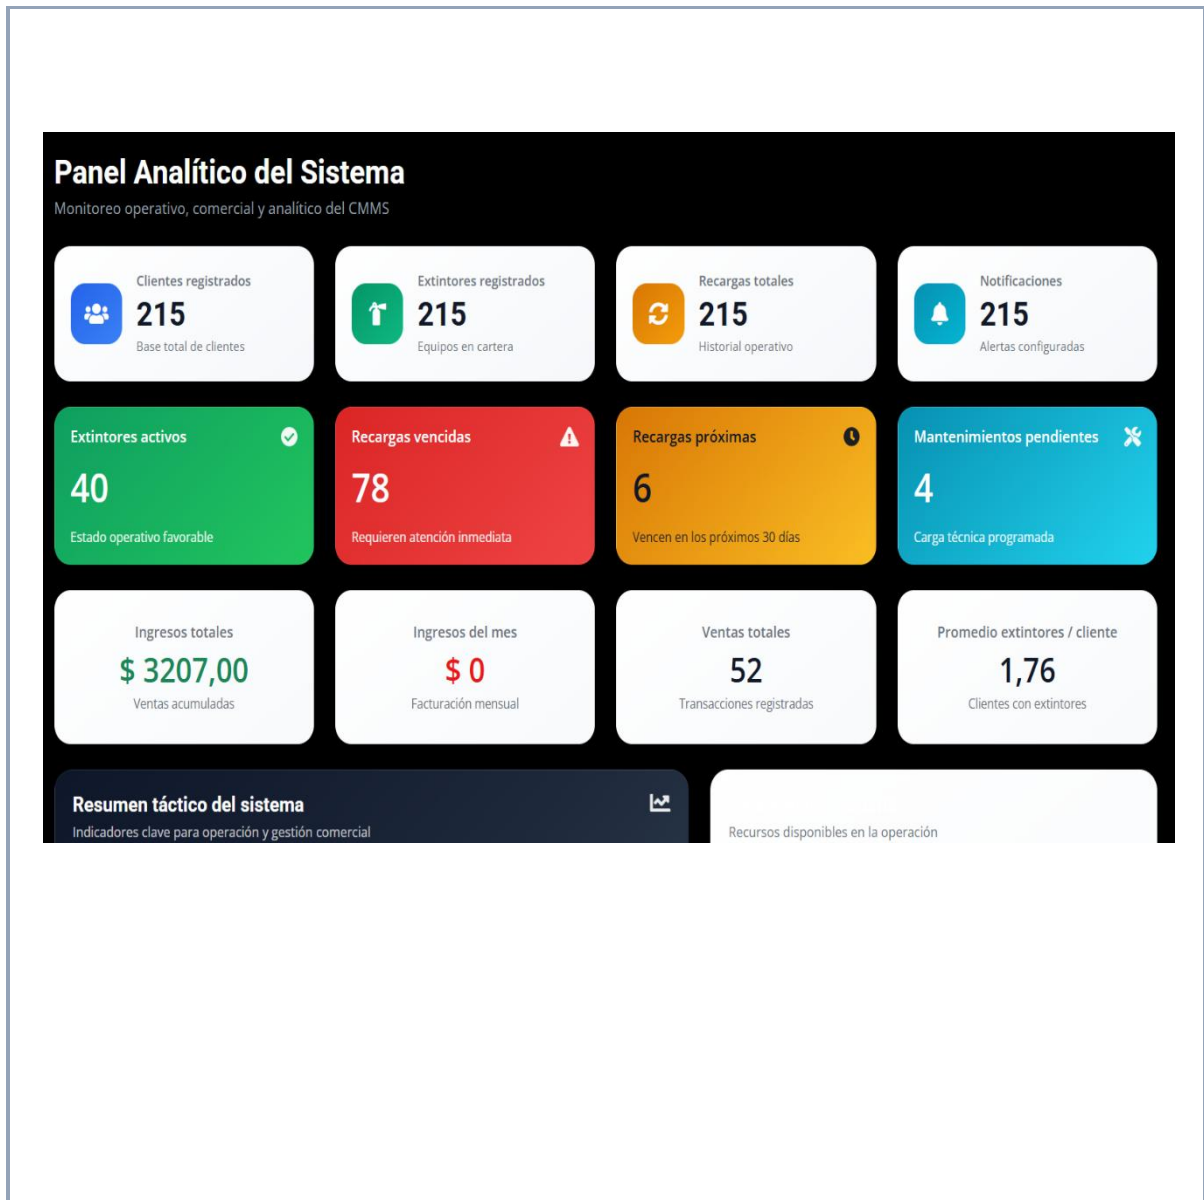 Panel Analítico del Sistema
Monitoreo operativo, comercial y analítico del CMMS
Clientes registrados
215
Base total de clientes
Extintores registrados
215
Equipos en cartera
Recargas totales
215
Historial operativo
Notificaciones
215
Alertas configuradas
Extintores activos
40
Estado operativo favorable
Recargas vencidas
78
Requieren atención inmediata
Recargas próximas
6
Vencen en los próximos 30 días
Mantenimientos pendientes
4
Carga técnica programada
Ingresos totales
$ 3207,00
Ventas acumuladas
Ingresos del mes
$ 0
Facturación mensual
Ventas totales
52
Transacciones registradas
Promedio extintores / cliente
1,76
Clientes con extintores
Resumen táctico del sistema
Indicadores clave para operación y gestión comercial
Recursos disponibles en la operación